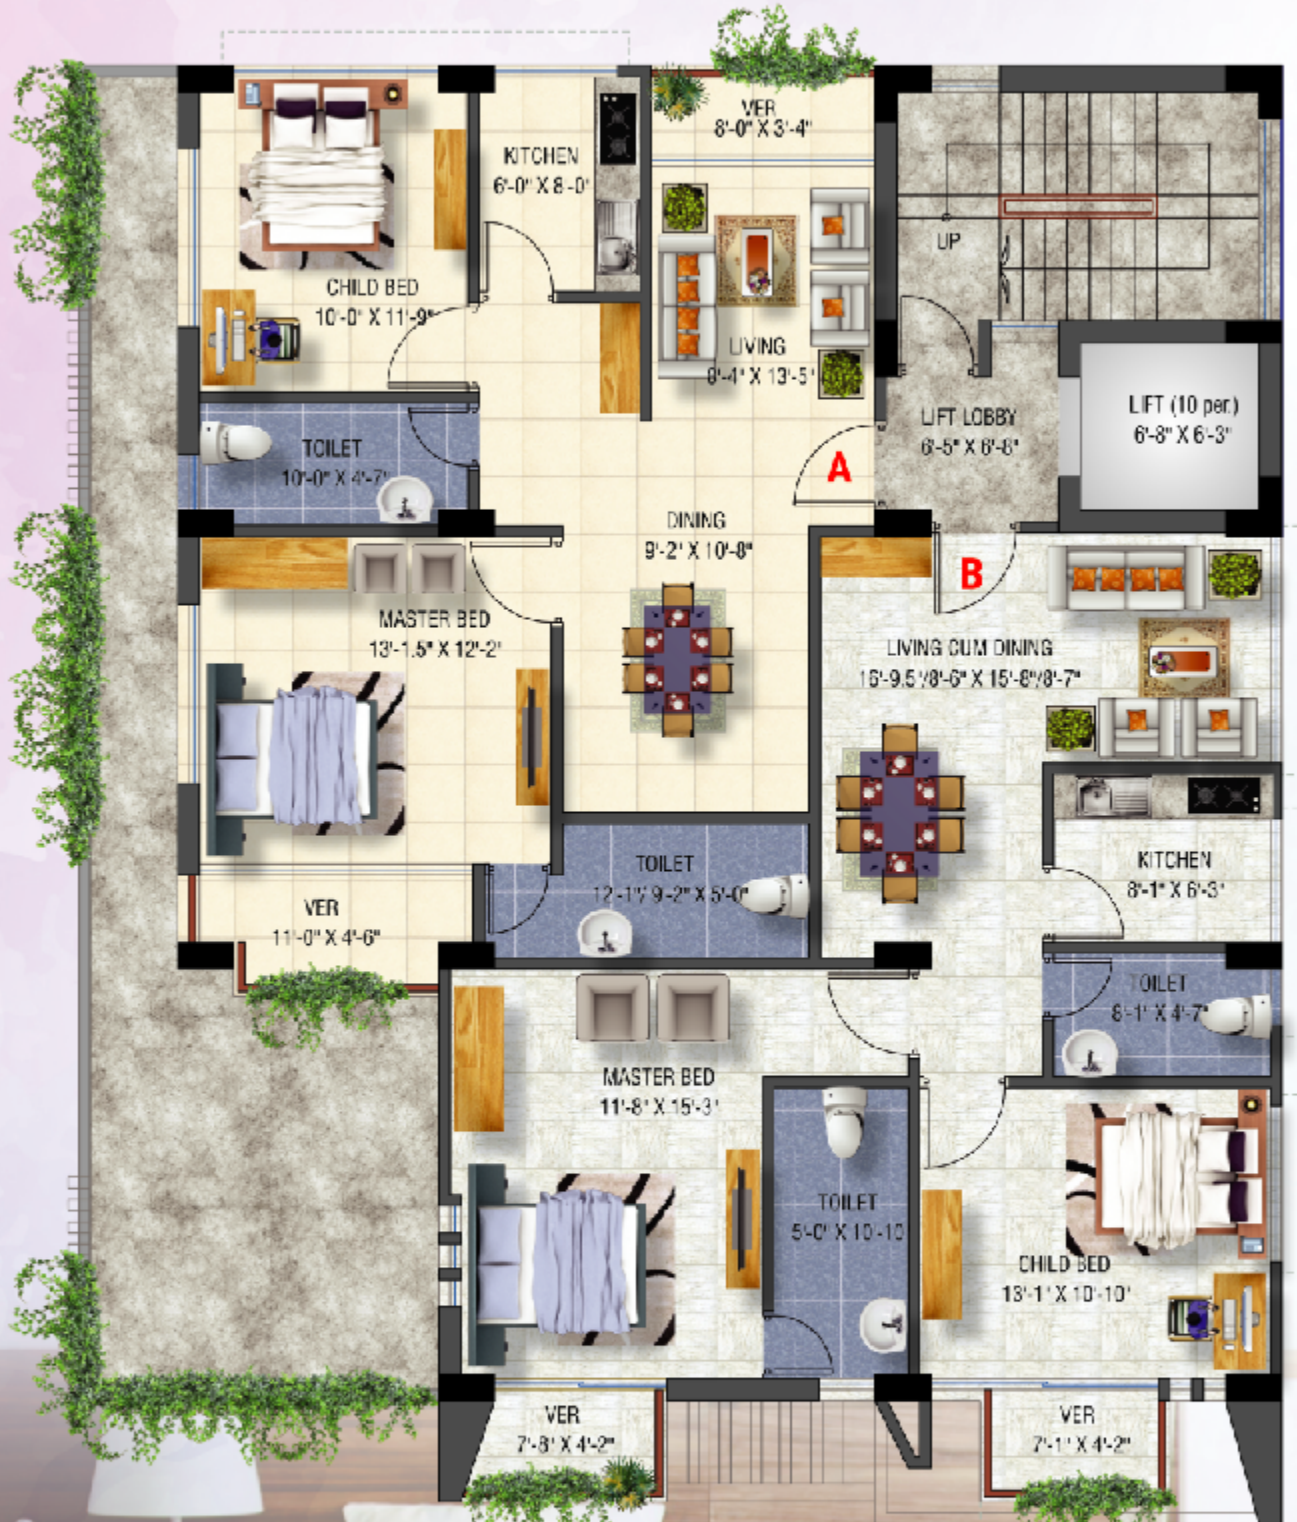 VER
8'-0" X 3'-4"
KITCHEN
6'-0" X 8'-0"
UP
CHILD BED
10'-0" X 11'-9"
LIVING
13'-5"
LIFT LOBBY
6'-5" X 6'-8"
LIFT (10 per.)
6'-8" X 6'-3"
TOILET
10'-0" X 4'-7"
A
DINING
9'-2" X 10'-8"
B
MASTER BED
13'-1.5" X 12'-2"
LIVING CUM DINING
16'-9.5"/8'-6" X 15'-8"/8'-7"
TOILET
12'-1"/ 9'-2" X 5'-0"
KITCHEN
8'-1" X 6'-3"
VER
11'-0" X 4'-6"
TOILET
8'-1" X 4'-7"
MASTER BED
11'-8" X 15'-3"
TOILET
5'-0" X 10'-10
CHILD BED
13'-1" X 10'-10"
VER
7'-8" X 4'-2"
VER
7'-1" X 4'-2"